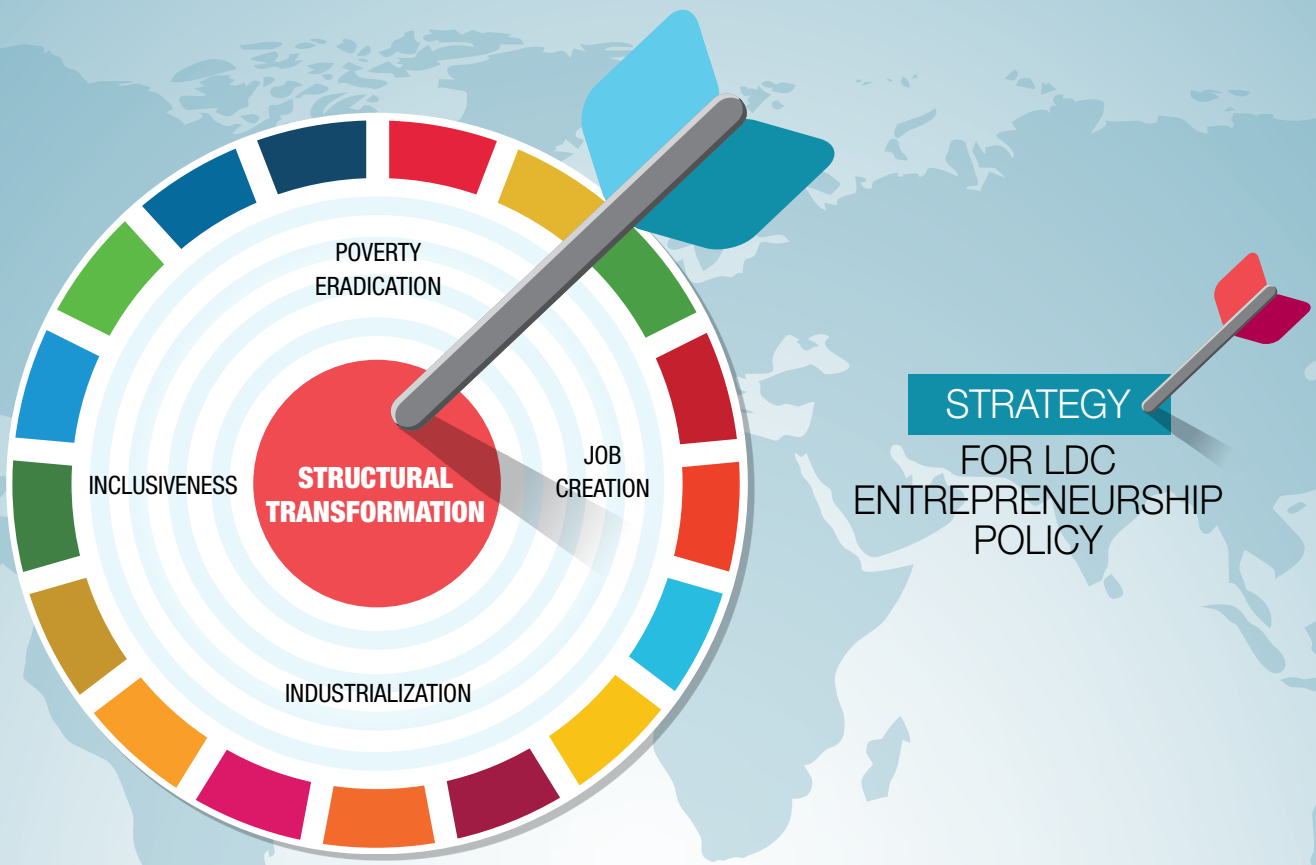 POVERTY
ERADICATION
INCLUSIVENESS
STRUCTURAL
TRANSFORMATION
JOB
CREATION
INDUSTRIALIZATION
STRATEGY
FOR LDC
ENTREPRENEURSHIP
POLICY